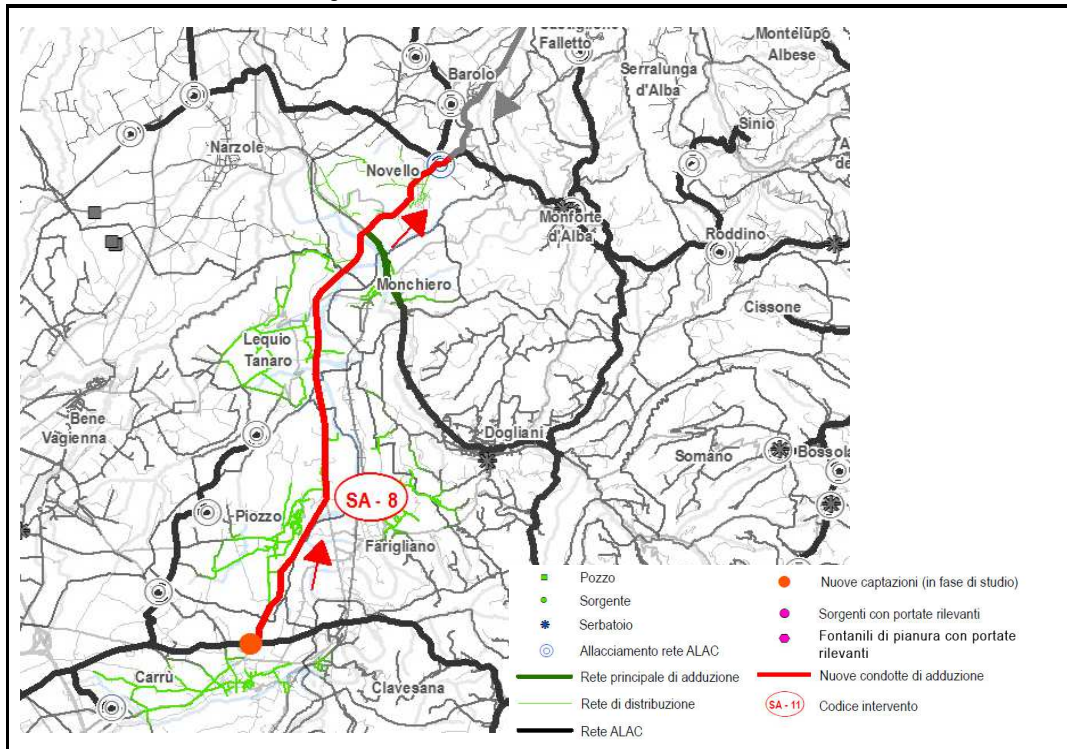 Falletto
Montelupo
Albese
Barolo
Serralunga
d'Alba
Sinio
Narzole
Novello
Monforte
d'Alba
Roddino
Monchiero
Cissone
Lequio
Tanaro
Bene
Vagienna
Dogliani
Somano
Bossola
SA - 8
Piozzo
Farigliano
Carrù
Clavesana
Pozzo
Sorgente
Serbatoio
Allacciamento rete ALAC
Rete principale di adduzione
Rete di distribuzione
Rete ALAC
Nuove captazioni (in fase di studio)
Sorgenti con portate rilevanti
Fontanili di pianura con portate
rilevanti
Nuove condotte di adduzione
SA - 11 Codice intervento